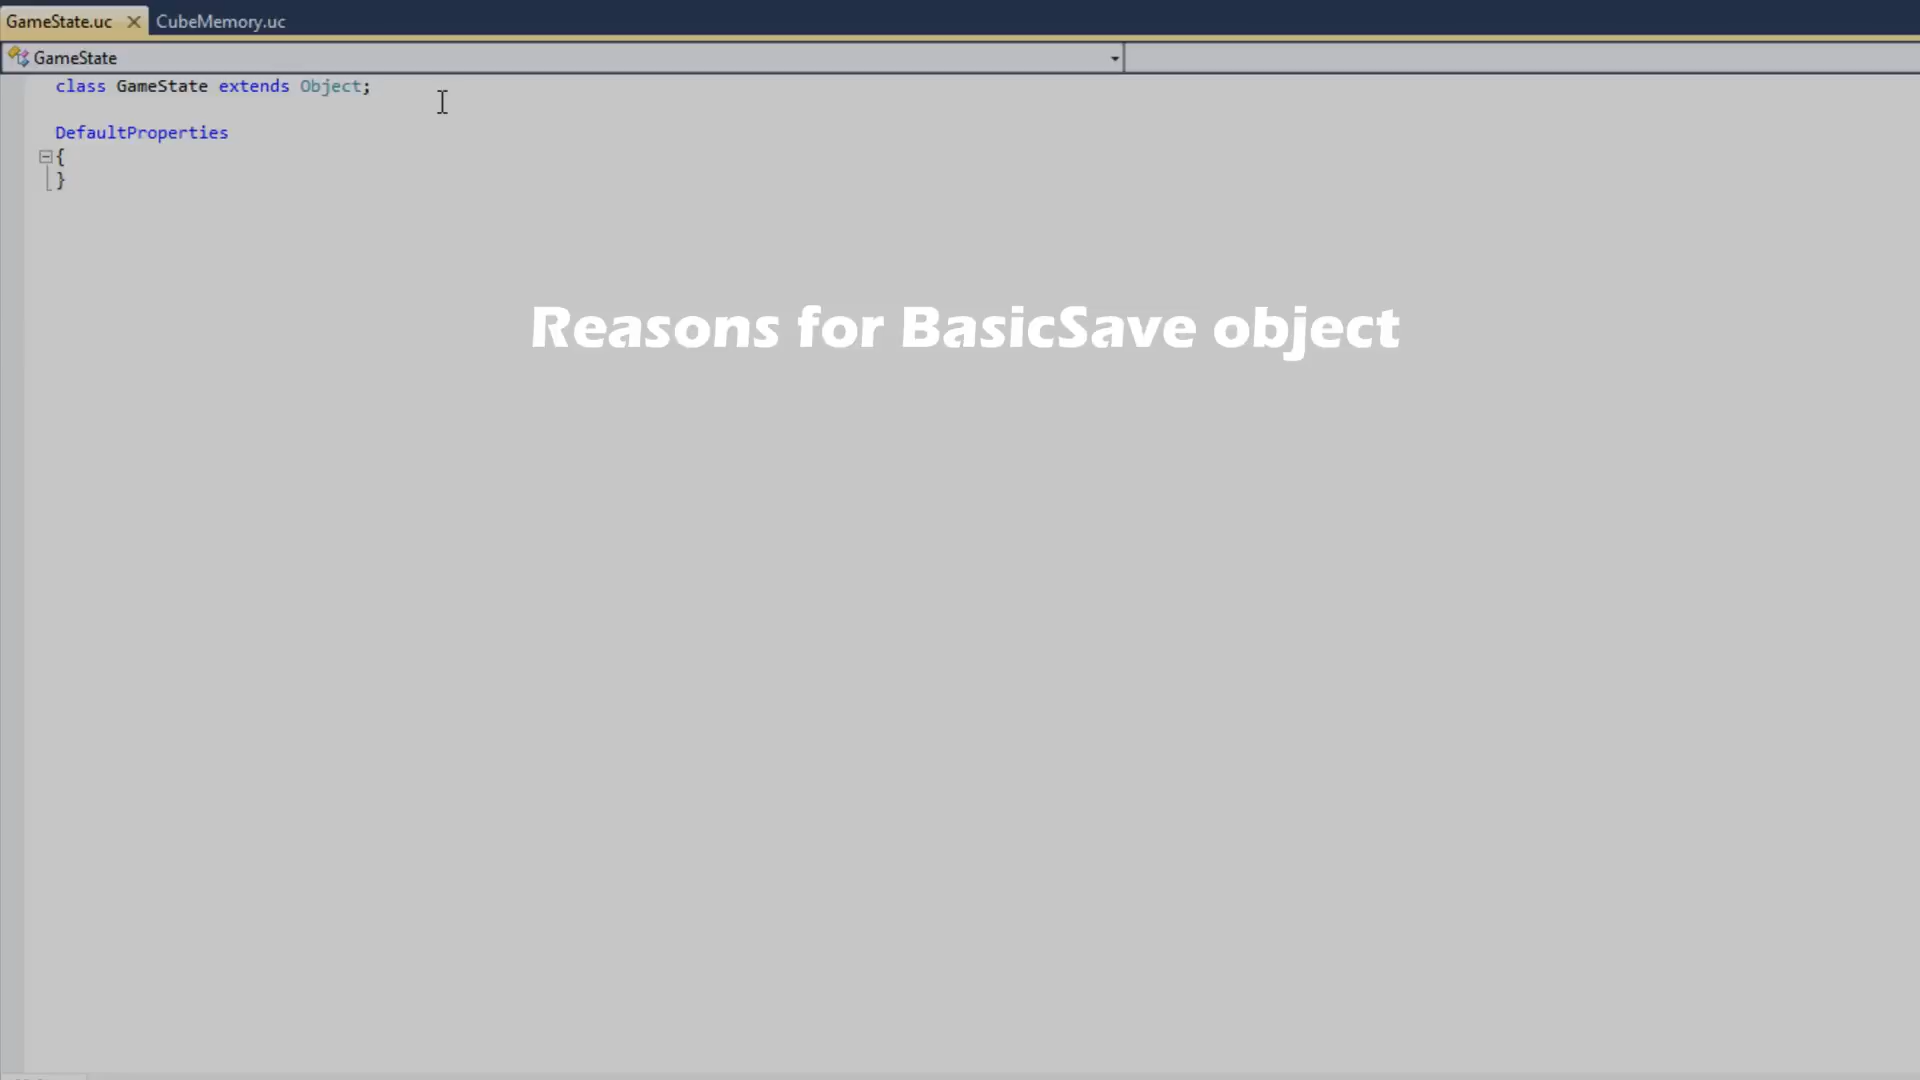 GameState.uc CubeMemory.uc
GameState
class GameState extends Object;
DefaultProperties
{
}
Reasons for BasicSave object